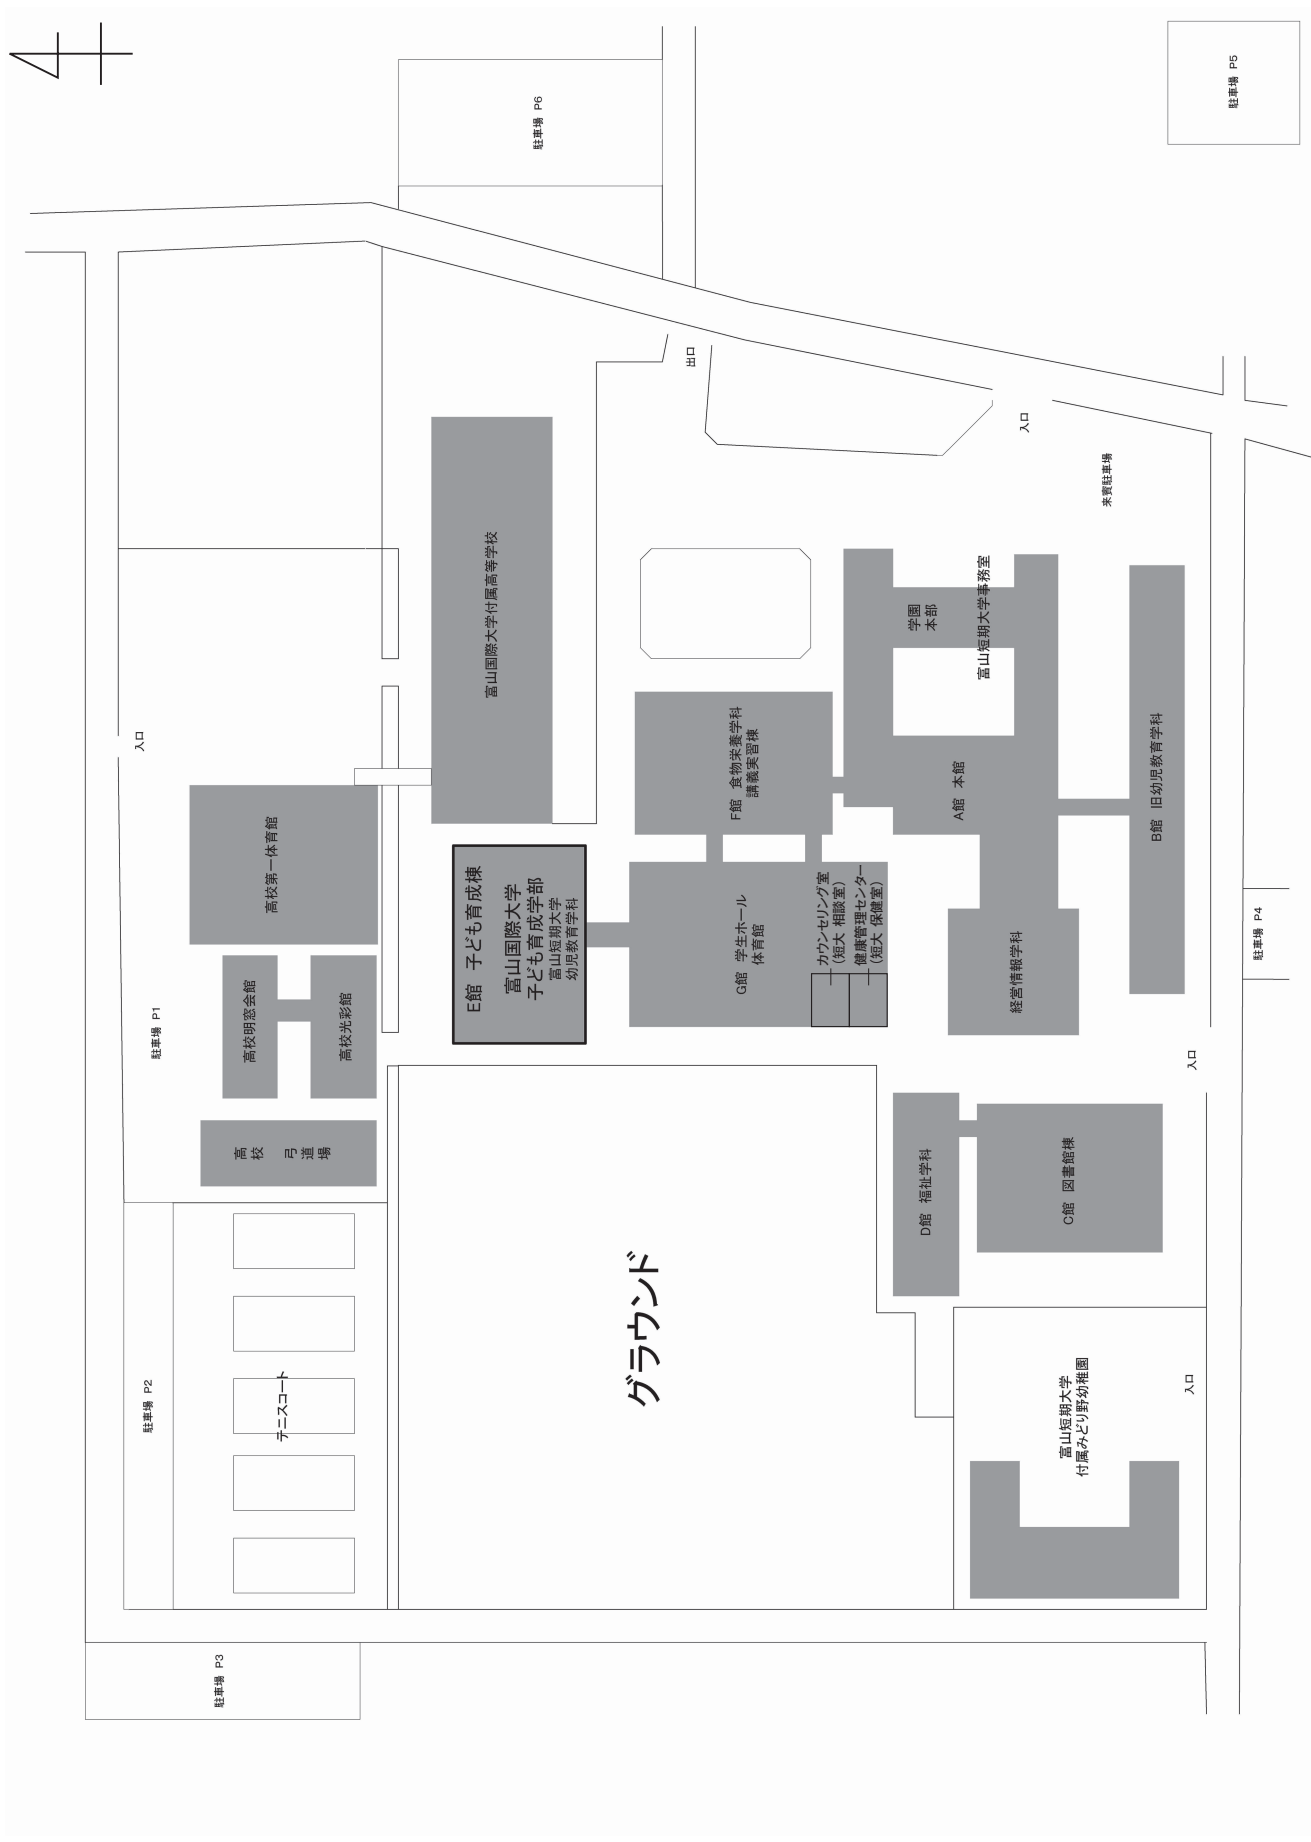 駐車場 P1
入口
高校第一体育館
高校明窓会館
高校光彩館
高校 弓道場
駐車場 P2
テニスコート
駐車場 P3
駐車場 P6
駐車場 P5
出口
入口
来賓駐車場
富山国際大学付属高等学校
E館 子ども育成棟
富山国際大学
子ども育成学部
富山短期大学
幼児教育学科
F館 食物栄養学科
講義実習棟
G館 学生ホール
体育館
カウンセリング室
(短大 相談室)
健康管理センター
(短大 保健室)
学園
本部
富山短期大学事務室
A館 本館
経営情報学科
B館 旧幼児教育学科
駐車場 P4
入口
グラウンド
D館 福祉学科
C館 図書館棟
富山短期大学
付属みどり野幼稚園
入口